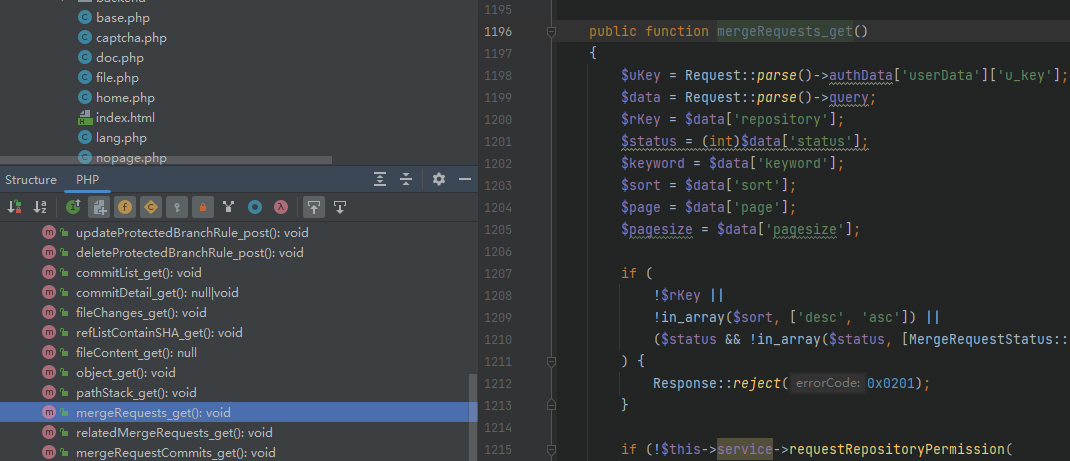 base.php
captcha.php
doc.php
file.php
home.php
index.html
lang.php
nopage.php
Structure PHP
updateProtectedBranchRule_post(): void
deleteProtectedBranchRule_post(): void
commitList_get(): void
commitDetail_get(): null|void
fileChanges_get(): void
refListContainSHA_get(): void
fileContent_get(): null
object_get(): void
pathStack_get(): void
mergeRequests_get(): void
relatedMergeRequests_get(): void
mergeRequestCommits_get(): void
1195
1196 public function mergeRequests_get()
1197 {
1198 $uKey = Request::parse()->authData['userData']['u_key'];
1199 $data = Request::parse()->query;
1200 $rKey = $data['repository'];
1201 $status = (int)$data['status'];
1202 $keyword = $data['keyword'];
1203 $sort = $data['sort'];
1204 $page = $data['page'];
1205 $pagesize = $data['pagesize'];
1206
1207 if (
1208 !$rKey ||
1209 !in_array($sort, ['desc', 'asc']) ||
1210 ($status && !in_array($status, [MergeRequestStatus::
1211 ) {
1212 Response::reject( errorCode: 0x0201);
1213 }
1214
1215 if (!$this->service->requestRepositoryPermission(